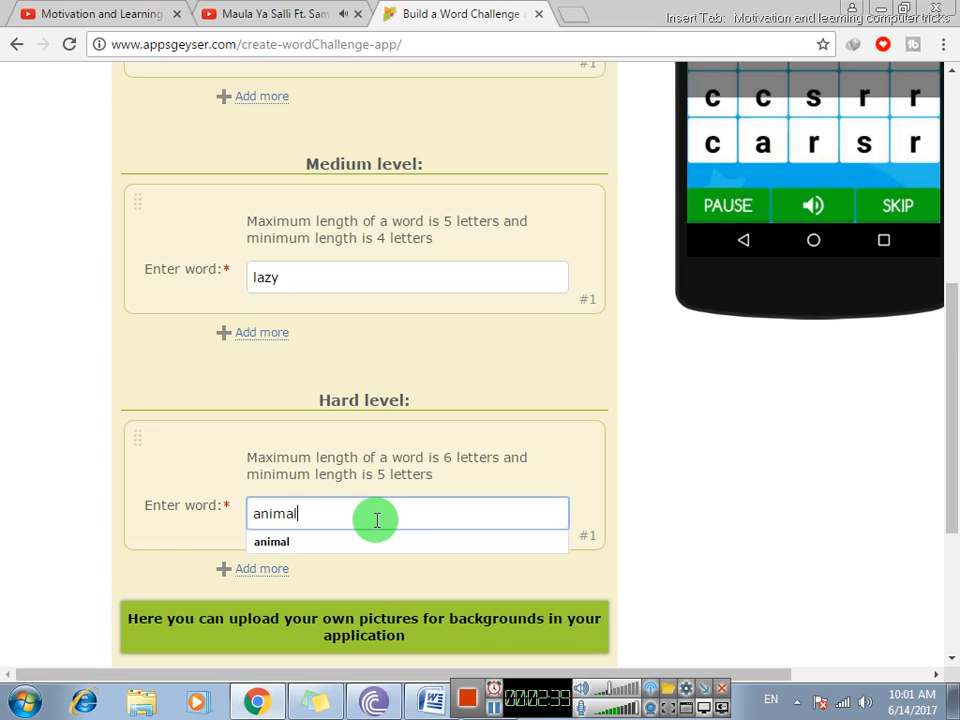 Motivation and Learning
Maula Ya Salli Ft. Sam
Build a Word Challenge
Insert Tab: Motivation and learning computer tricks
www.appsgeyser.com/create-wordChallenge-app/
#1
Add more
c c s r r
c a r s r
PAUSE
SKIP
Medium level:
Maximum length of a word is 5 letters and
minimum length is 4 letters
Enter word:*
lazy
#1
Add more
Hard level:
Maximum length of a word is 6 letters and
minimum length is 5 letters
Enter word:*
animal
animal
#1
Add more
Here you can upload your own pictures for backgrounds in your
application
EN
10:01 AM
6/14/2017